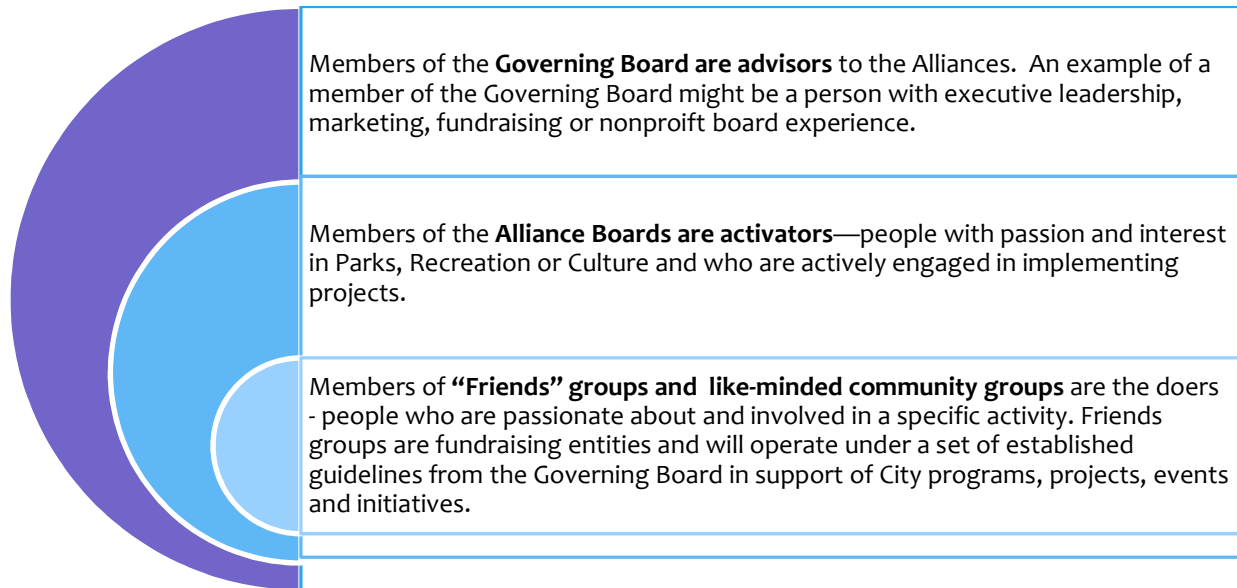 Members of the Governing Board are advisors to the Alliances.  An example of a
member of the Governing Board might be a person with executive leadership,
marketing, fundraising or nonproift board experience.
Members of the Alliance Boards are activators—people with passion and interest
in Parks, Recreation or Culture and who are actively engaged in implementing
projects.
Members of “Friends” groups and  like-minded community groups are the doers
- people who are passionate about and involved in a specific activity. Friends
groups are fundraising entities and will operate under a set of established
guidelines from the Governing Board in support of City programs, projects, events
and initiatives.